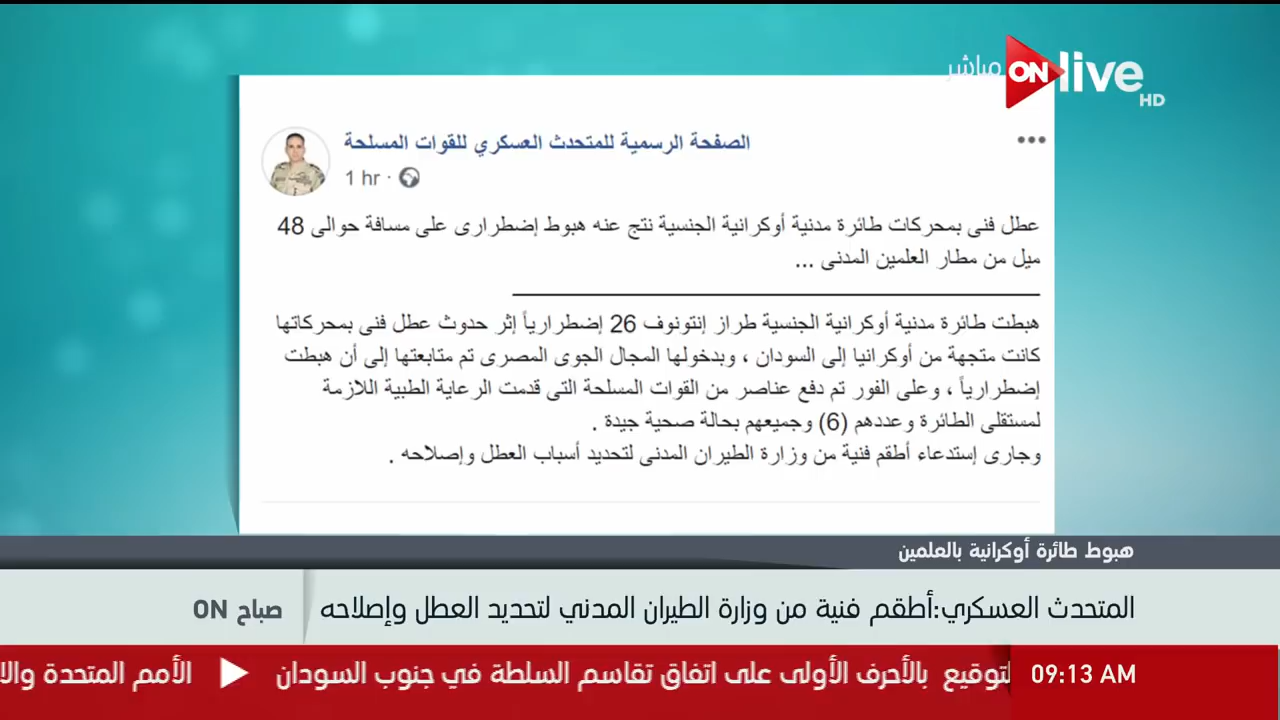 مباشر ON live
HD
الصفحة الرسمية للمتحدث العسكري للقوات المسلحة
1 hr ·
عطل فنى بمحركات طائرة مدنية أوكرانية الجنسية نتج عنه هبوط إضطرارى على مسافة حوالى 48
ميل من مطار العلمين المدنى ...
هبطت طائرة مدنية أوكرانية الجنسية طراز إنتونوف 26 إضطرارياً إثر حدوث عطل فنى بمحركاتها
كانت متجهة من أوكرانيا إلى السودان ، وبدخولها المجال الجوى المصرى تم متابعتها إلى أن هبطت
إضطرارياً ، وعلى الفور تم دفع عناصر من القوات المسلحة التى قدمت الرعاية الطبية اللازمة
لمستقلى الطائرة وعددهم (6) وجميعهم بحالة صحية جيدة .
وجارى إستدعاء أطقم فنية من وزارة الطيران المدنى لتحديد أسباب العطل وإصلاحه .
هبوط طائرة أوكرانية بالعلمين
المتحدث العسكري:أطقم فنية من وزارة الطيران المدني لتحديد العطل وإصلاحه
صباح ON
09:13 AM
لتوقيع بالأحرف الأولى على اتفاق تقاسم السلطة في جنوب السودان ◀ الأمم المتحدة والا